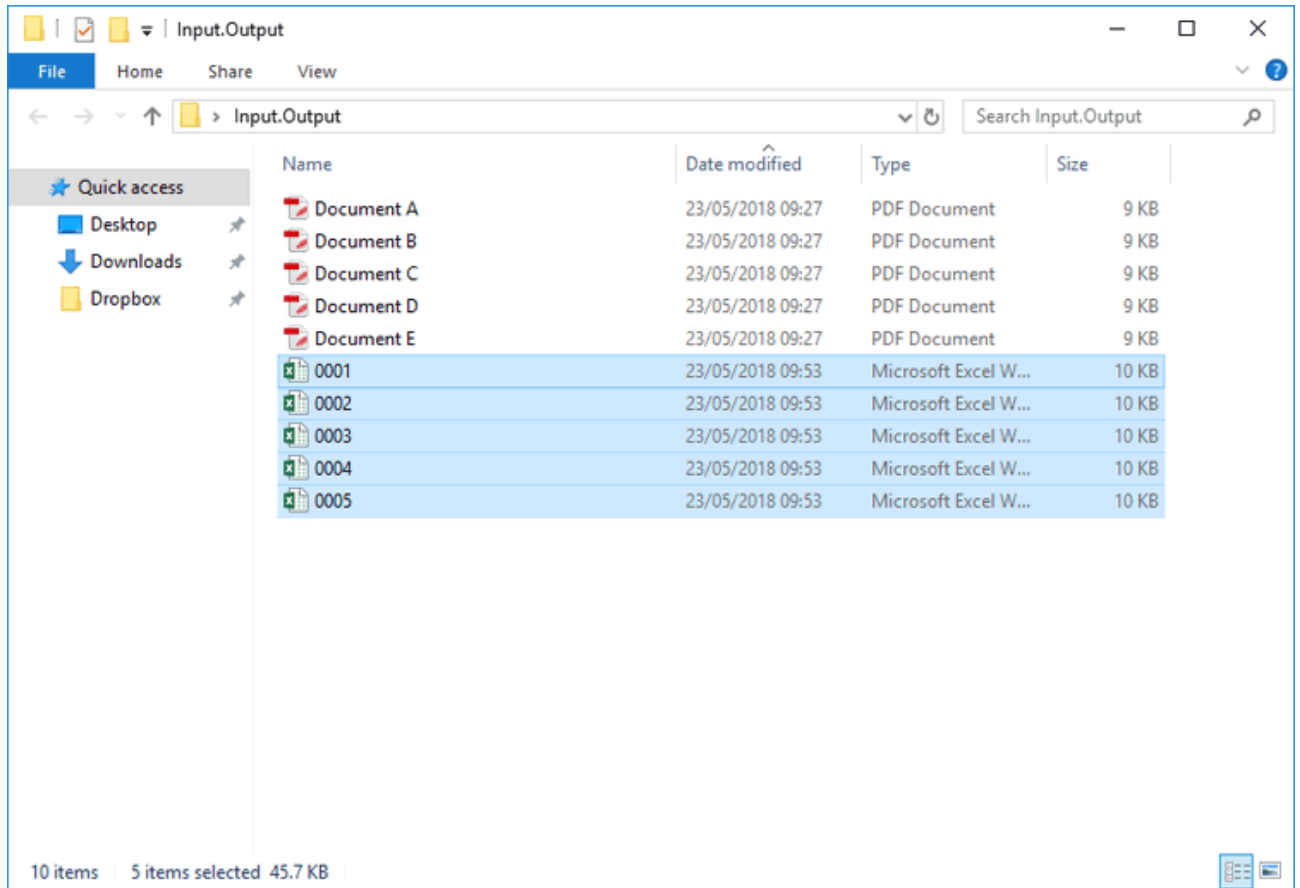 Input.Output
File Home Share View
Input.Output Search Input.Output
Name Date modified Type Size
Quick access
Desktop
Downloads
Dropbox
Document A 23/05/2018 09:27 PDF Document 9 KB
Document B 23/05/2018 09:27 PDF Document 9 KB
Document C 23/05/2018 09:27 PDF Document 9 KB
Document D 23/05/2018 09:27 PDF Document 9 KB
Document E 23/05/2018 09:27 PDF Document 9 KB
0001 23/05/2018 09:53 Microsoft Excel W... 10 KB
0002 23/05/2018 09:53 Microsoft Excel W... 10 KB
0003 23/05/2018 09:53 Microsoft Excel W... 10 KB
0004 23/05/2018 09:53 Microsoft Excel W... 10 KB
0005 23/05/2018 09:53 Microsoft Excel W... 10 KB
10 items 5 items selected 45.7 KB